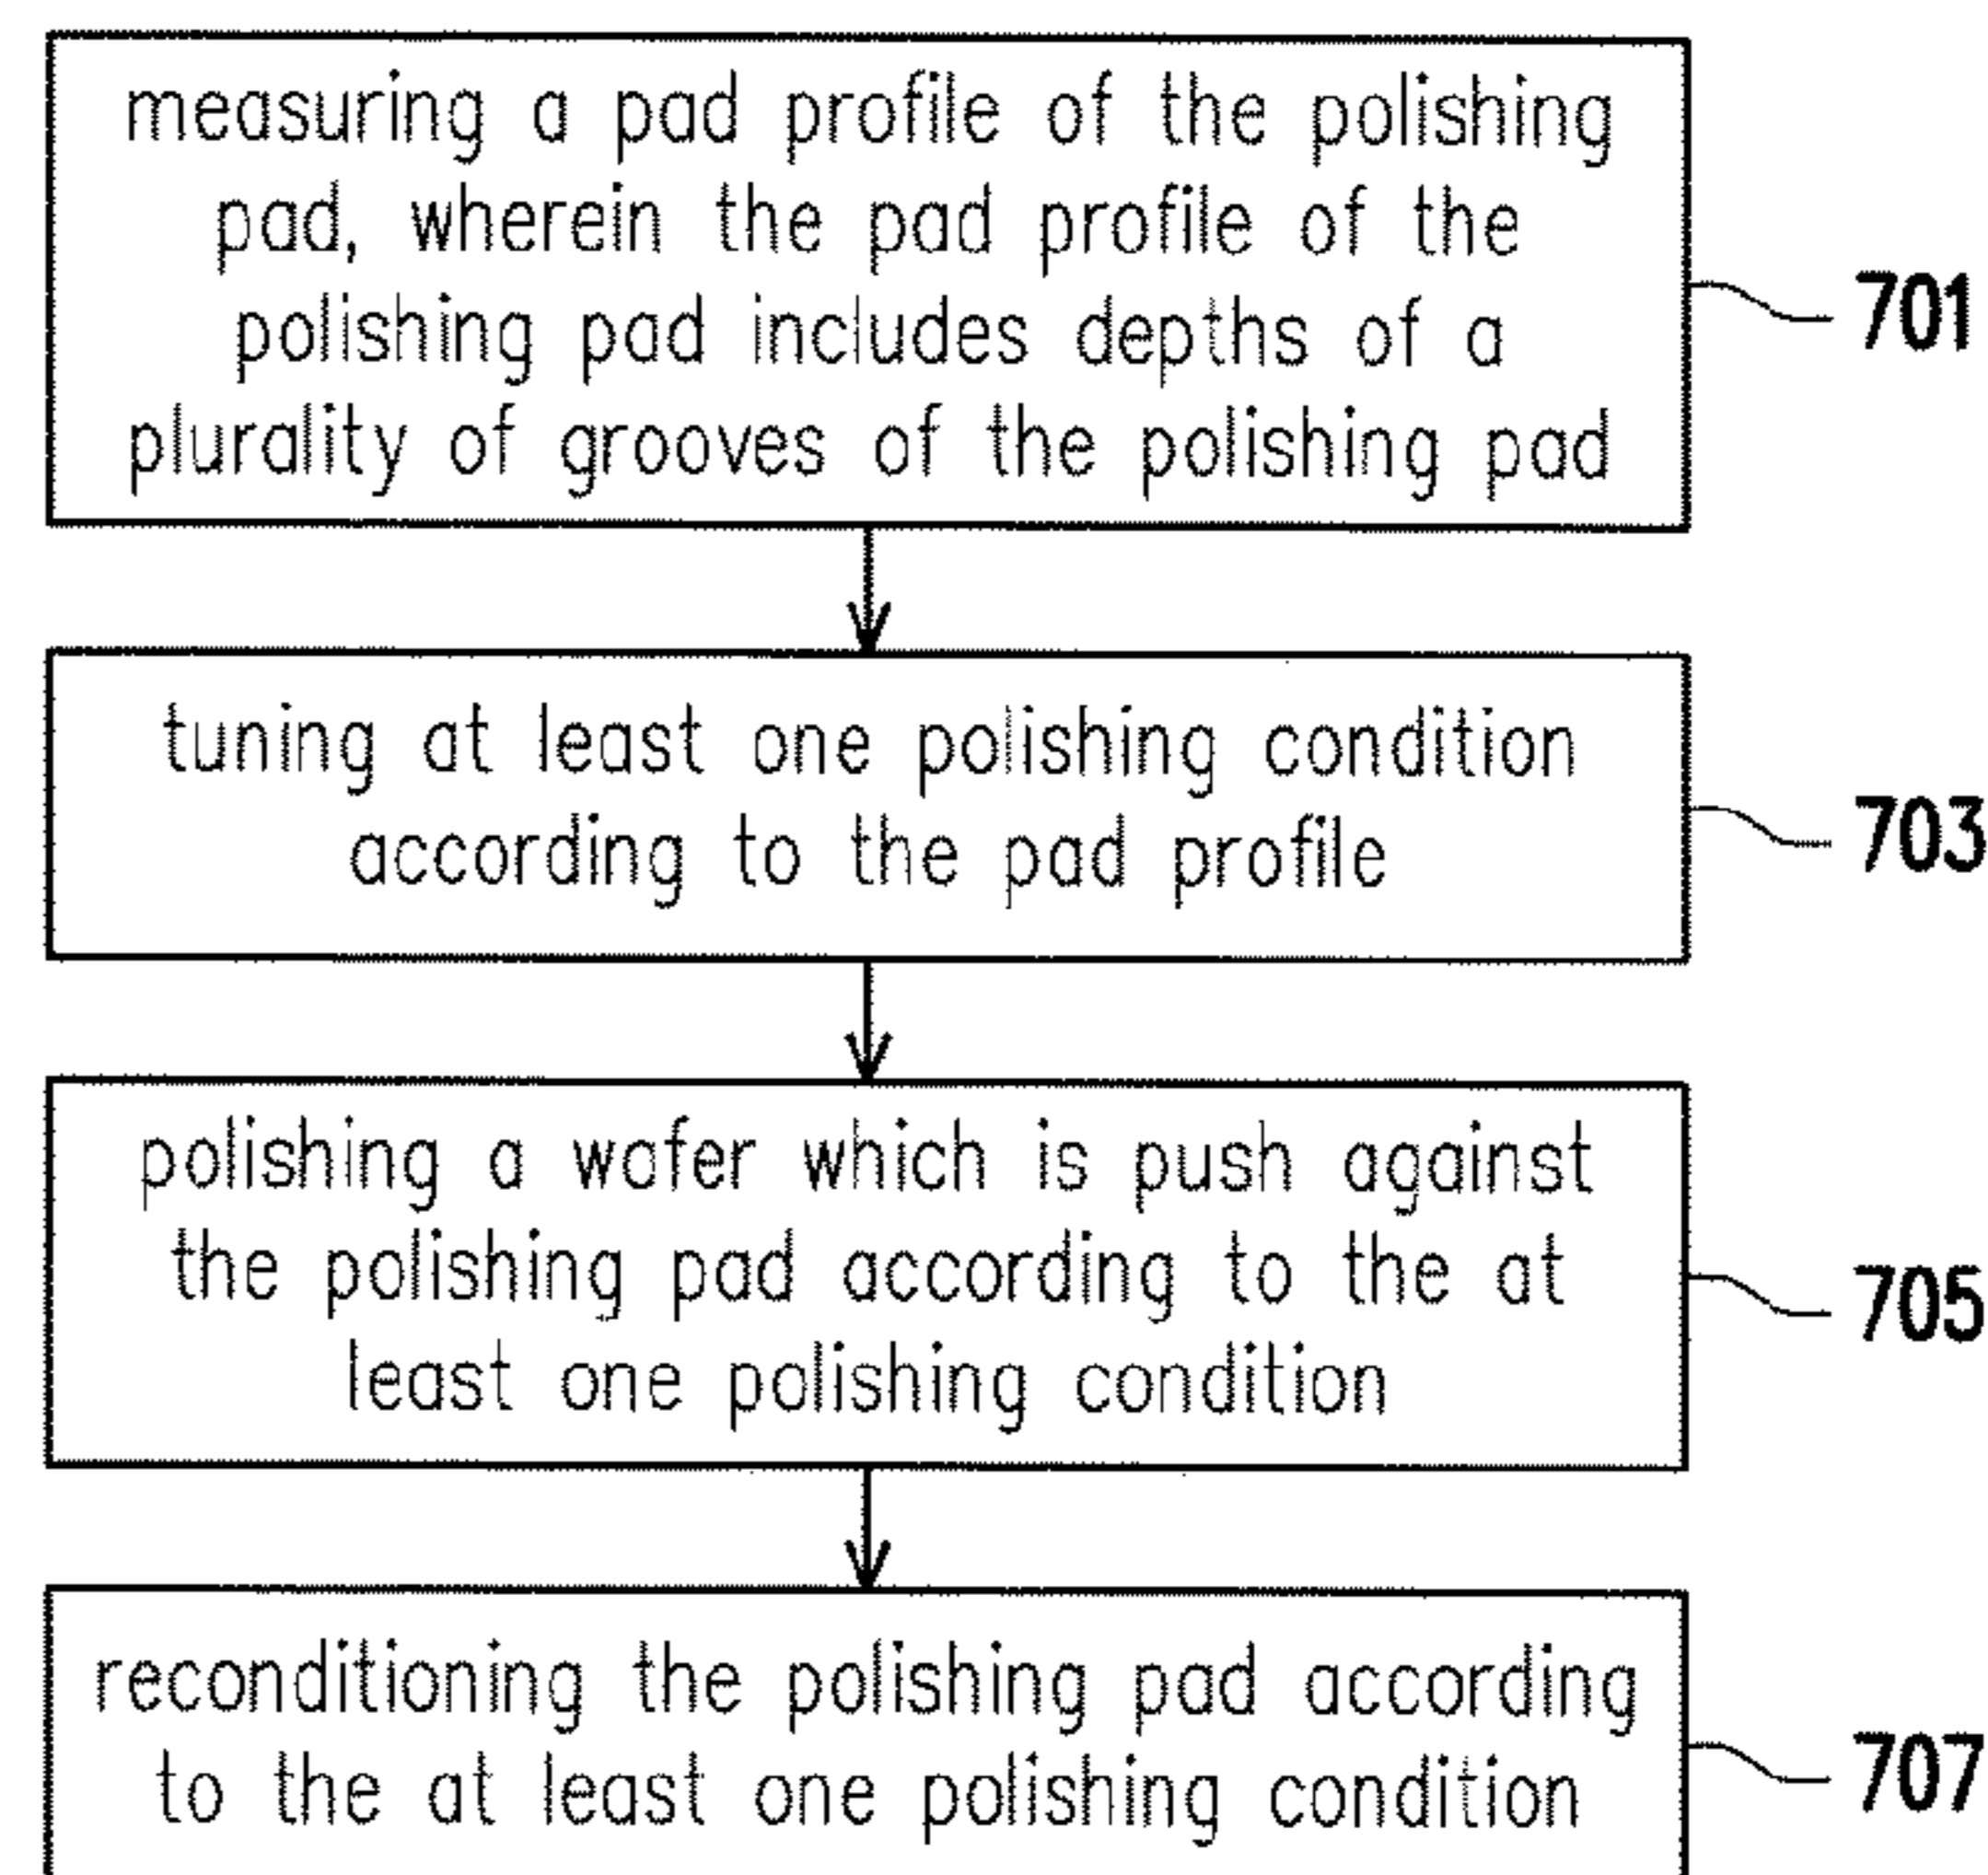 measuring a pad profile of the polishing
pad, wherein the pad profile of the
polishing pad includes depths of a
plurality of grooves of the polishing pad
701
tuning at least one polishing condition
according to the pad profile
703
polishing a wafer which is push against
the polishing pad according to the at
least one polishing condition
705
reconditioning the polishing pad according
to the at least one polishing condition
707